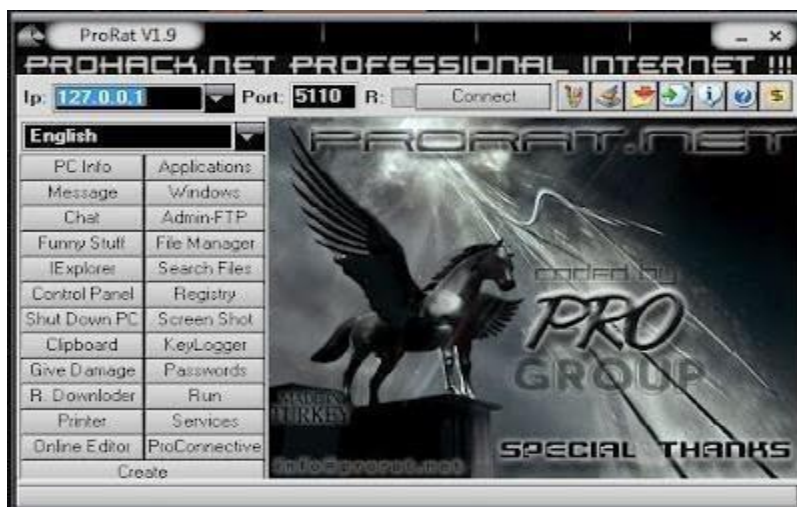 ProRat V1.9
PROHACK.NET PROFESSIONAL INTERNET !!!
Ip: 127.0.0.1 Port: 5110 R: Connect
English
PRORAT.NET
PC Info Applications
Message Windows
Chat Admin-FTP
Funny Stuff File Manager
IExplorer Search Files
Control Panel Registry
Shut Down PC Screen Shot
Clipboard KeyLogger
Give Damage Passwords
R. Downloder Run
Printer Services
Online Editor ProConnective
Create
coded by
PRO
GROUP
MADE IN
TURKEY
SPECIAL THANKS
info@prorat.net